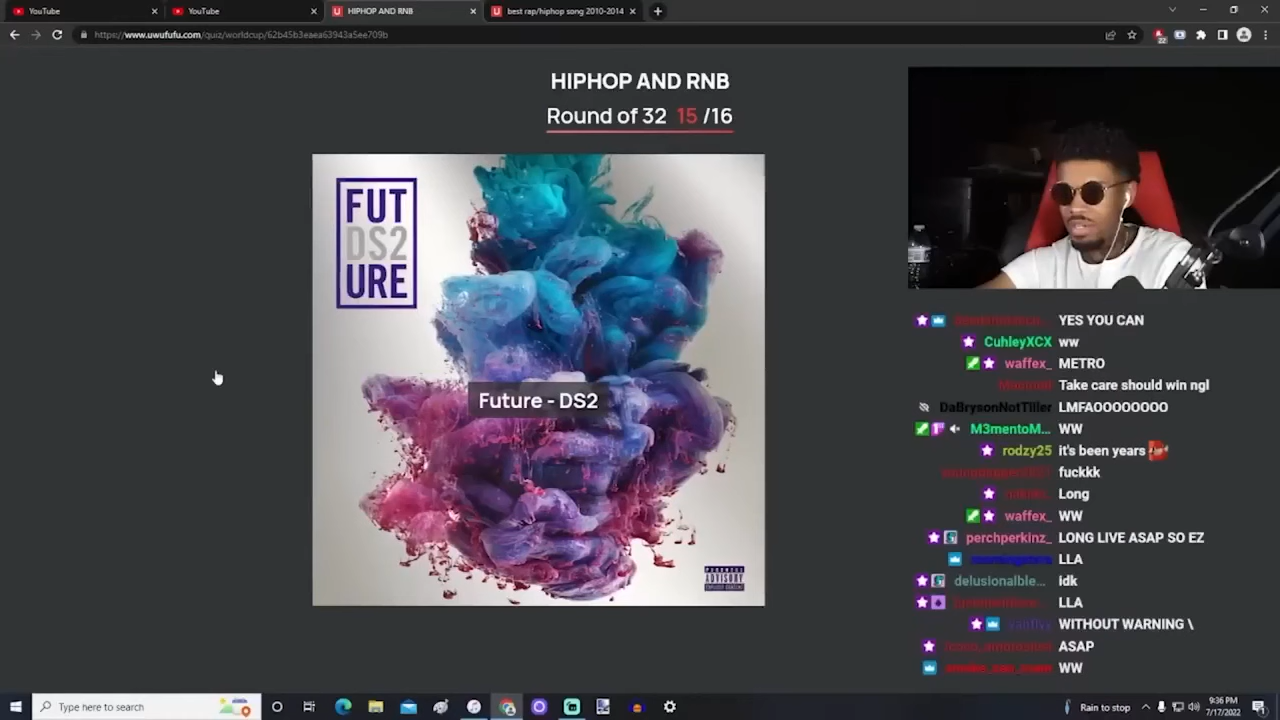 YouTube
YouTube
HIPHOP AND RNB
best rap/hiphop song 2010-2014
https://www.uwufufu.com/quiz/worldcup/62b45b3eaea63943a5ee709b
22
HIPHOP AND RNB
Round of 32 15 /16
FUT
DS2
URE
Future - DS2
PARENTAL
ADVISORY
EXPLICIT CONTENT
YES YOU CAN
CuhleyXCX ww
waffex_ METRO
Take care should win ngl
DaBrysonNotTiller LMFAOOOOOOO
M3mentoM... WW
rodzy25 it's been years
fuckkk
Long
waffex_ WW
perchperkinz_ LONG LIVE ASAP SO EZ
LLA
delusionalble... idk
LLA
WITHOUT WARNING \
ASAP
WW
Type here to search
Rain to stop
9:36 PM
7/17/2022